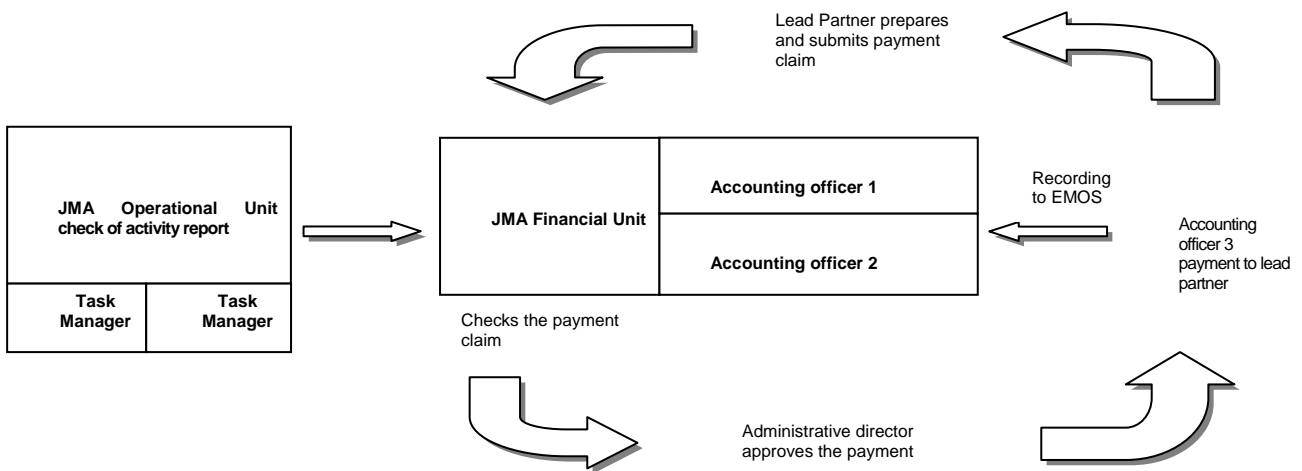 Lead Partner prepares
and submits payment
claim
JMA Operational Unit
check of activity report
Task
Manager
Task
Manager
JMA Financial Unit
Accounting officer 1
Accounting officer 2
Recording
to EMOS
Accounting
officer 3
payment to lead
partner
Checks the payment
claim
Administrative director
approves the payment